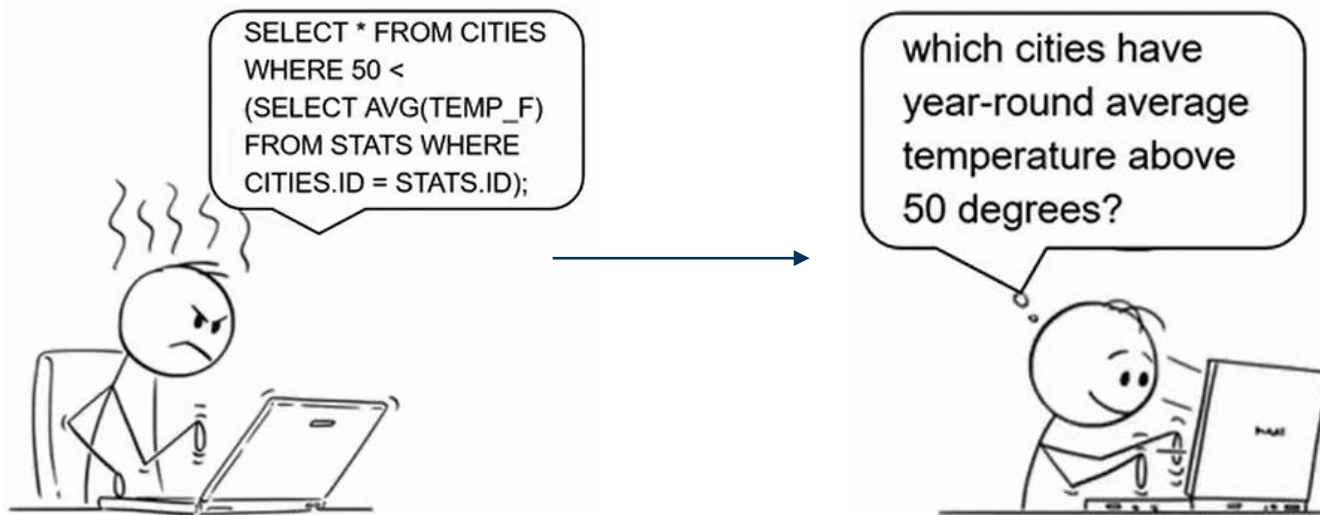 SELECT * FROM CITIES
WHERE 50 <
(SELECT AVG(TEMP_F)
FROM STATS WHERE
CITIES.ID = STATS.ID);
which cities have
year-round average
temperature above
50 degrees?